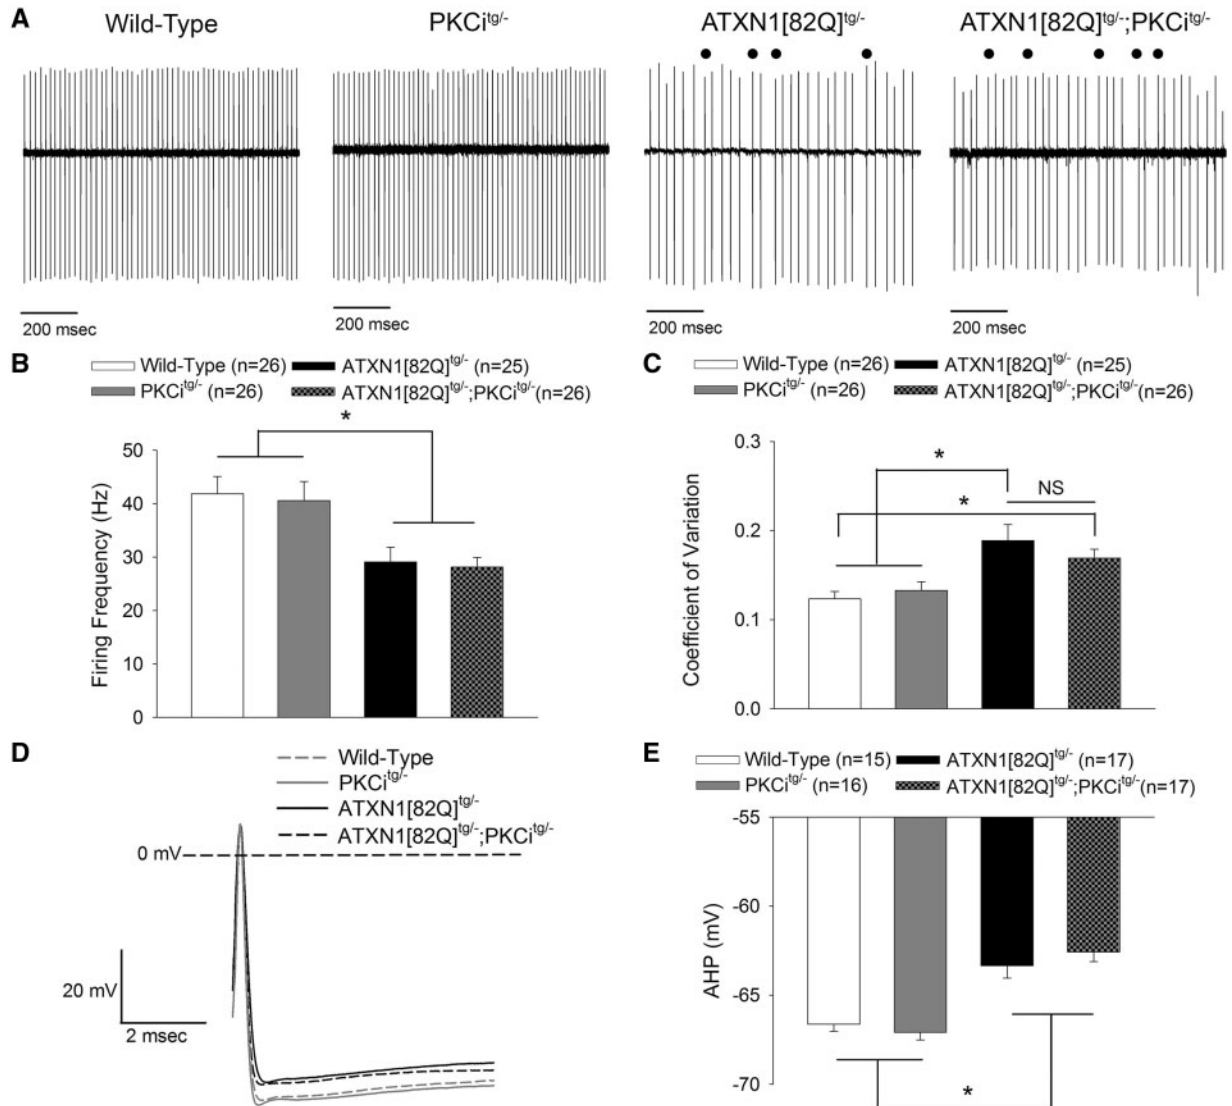 A
Wild-Type
PKCi^tg/-
ATXN1[82Q]^tg/-
ATXN1[82Q]^tg/-;PKCi^tg/-
200 msec
200 msec
200 msec
200 msec
B
Wild-Type (n=26)
ATXN1[82Q]^tg/- (n=25)
PKCi^tg/- (n=26)
ATXN1[82Q]^tg/-;PKCi^tg/-(n=26)
*
Firing Frequency (Hz)
50
40
30
20
10
0
C
Wild-Type (n=26)
ATXN1[82Q]^tg/- (n=25)
PKCi^tg/- (n=26)
ATXN1[82Q]^tg/-;PKCi^tg/-(n=26)
Coefficient of Variation
0.3
0.2
0.1
0.0
*
*
NS
D
Wild-Type
PKCi^tg/-
ATXN1[82Q]^tg/-
ATXN1[82Q]^tg/-;PKCi^tg/-
0 mV
20 mV
2 msec
E
Wild-Type (n=15)
ATXN1[82Q]^tg/- (n=17)
PKCi^tg/- (n=16)
ATXN1[82Q]^tg/-;PKCi^tg/-(n=17)
AHP (mV)
-55
-60
-65
-70
*